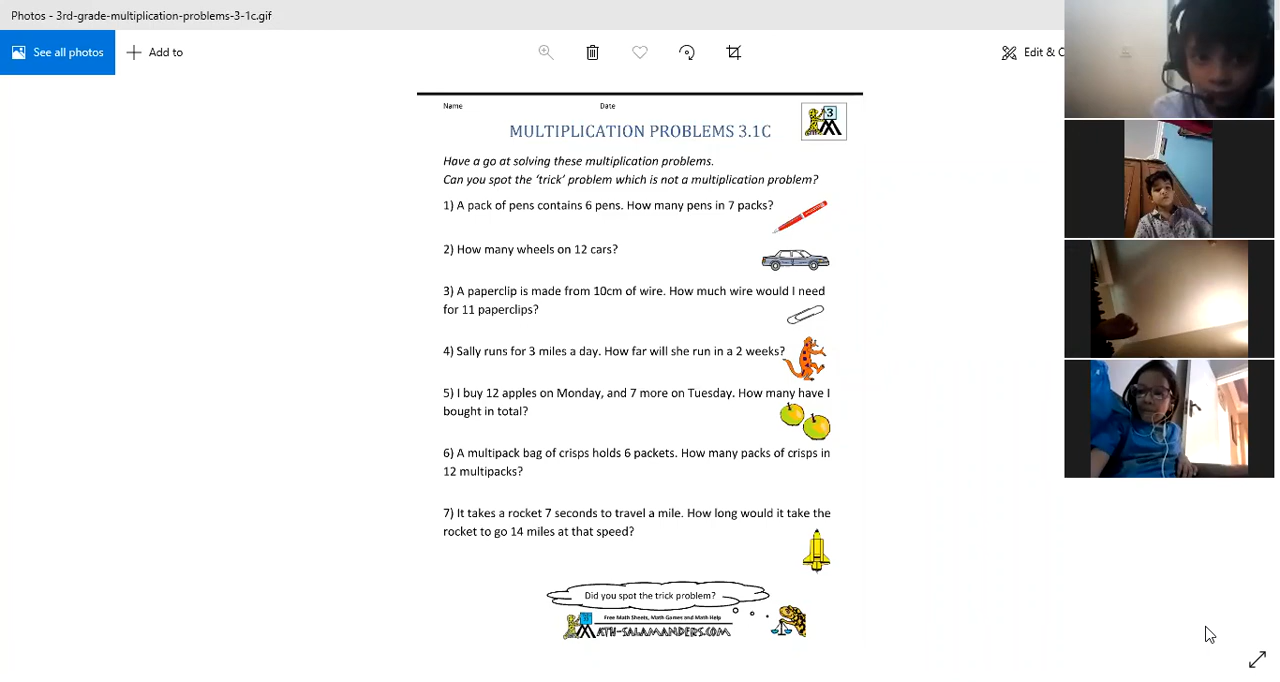 Photos - 3rd-grade-multiplication-problems-3-1c.gif
See all photos
Add to
Edit & C
Name
Date
3
MULTIPLICATION PROBLEMS 3.1C
Have a go at solving these multiplication problems.
Can you spot the 'trick' problem which is not a multiplication problem?
1) A pack of pens contains 6 pens. How many pens in 7 packs?
2) How many wheels on 12 cars?
3) A paperclip is made from 10cm of wire. How much wire would I need
for 11 paperclips?
4) Sally runs for 3 miles a day. How far will she run in a 2 weeks?
5) I buy 12 apples on Monday, and 7 more on Tuesday. How many have I
bought in total?
6) A multipack bag of crisps holds 6 packets. How many packs of crisps in
12 multipacks?
7) It takes a rocket 7 seconds to travel a mile. How long would it take the
rocket to go 14 miles at that speed?
Did you spot the trick problem?
Free Math Sheets, Math Games and Math Help
MATH-SALAMANDERS.COM